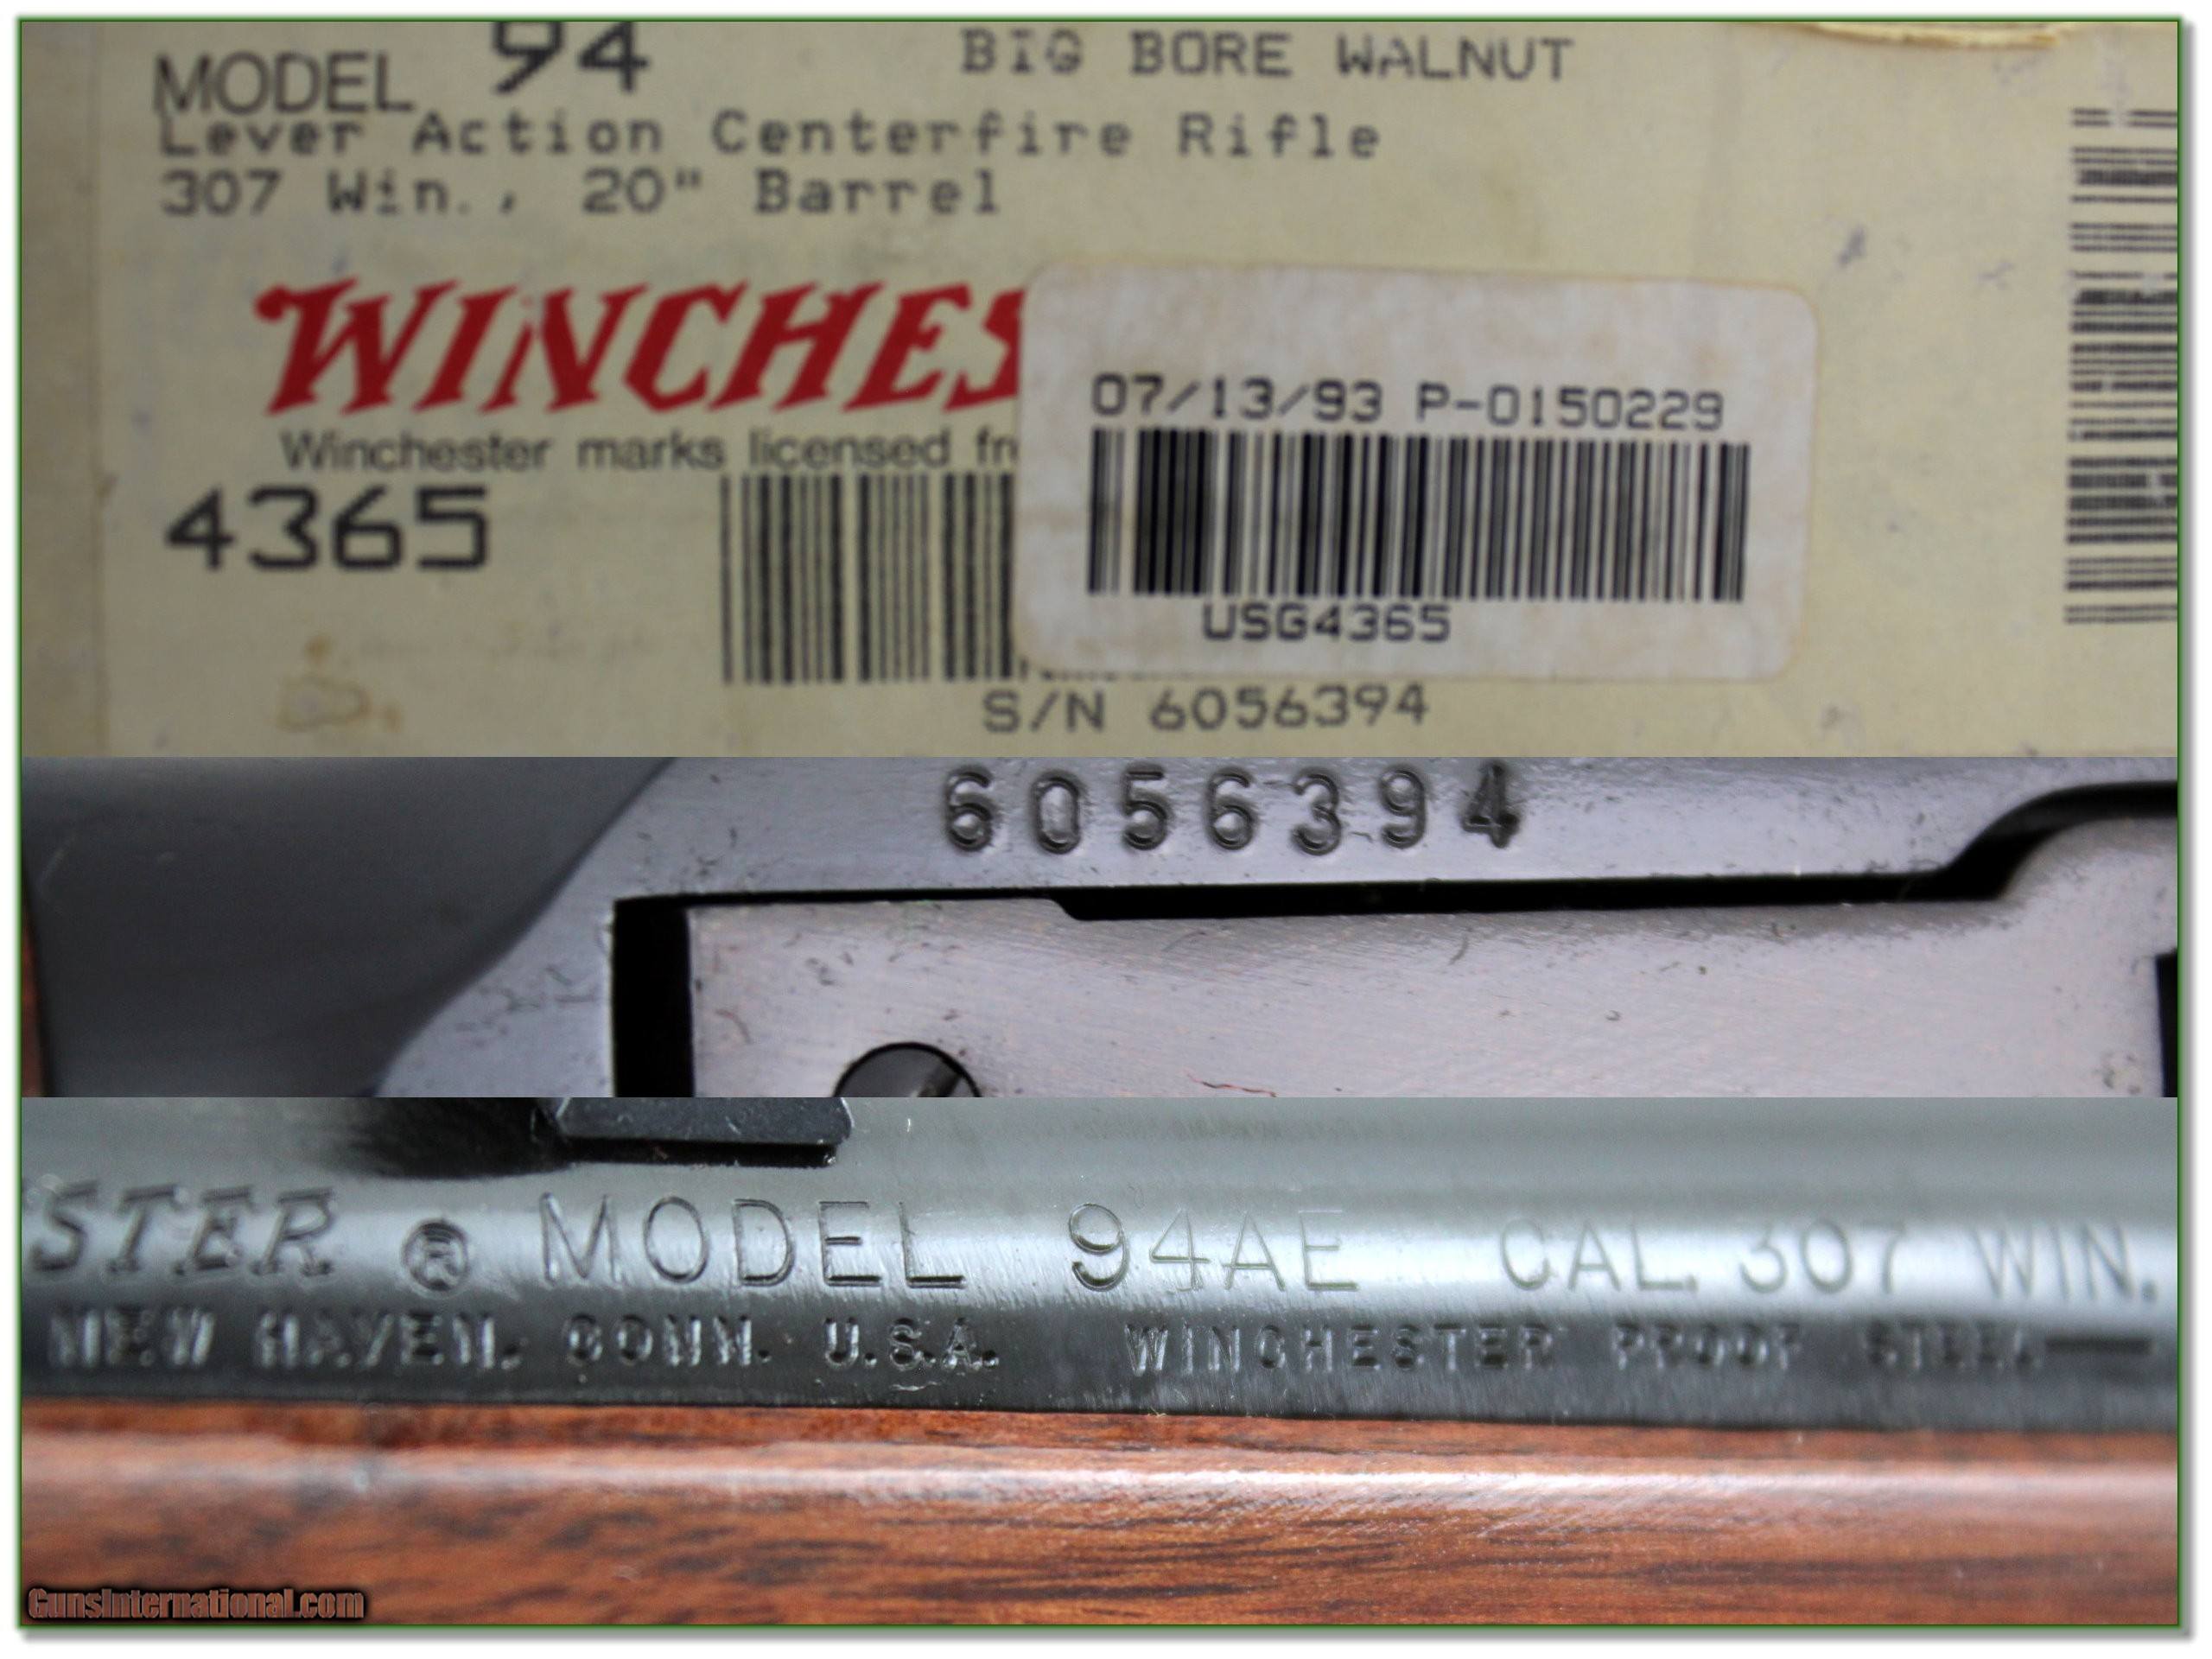 MODEL 94 BIG BORE WALNUT
Lever Action Centerfire Rifle
307 Win., 20" Barrel
WINCHES
Winchester marks licensed fr
07/13/93 P-0150229
4365
USG4365
S/N 6056394
6056394
STER ® MODEL 94AE CAL. 307 WIN.
NEW HAVEN, CONN. U.S.A. WINCHESTER PROOF STEEL—
GunsInternational.com